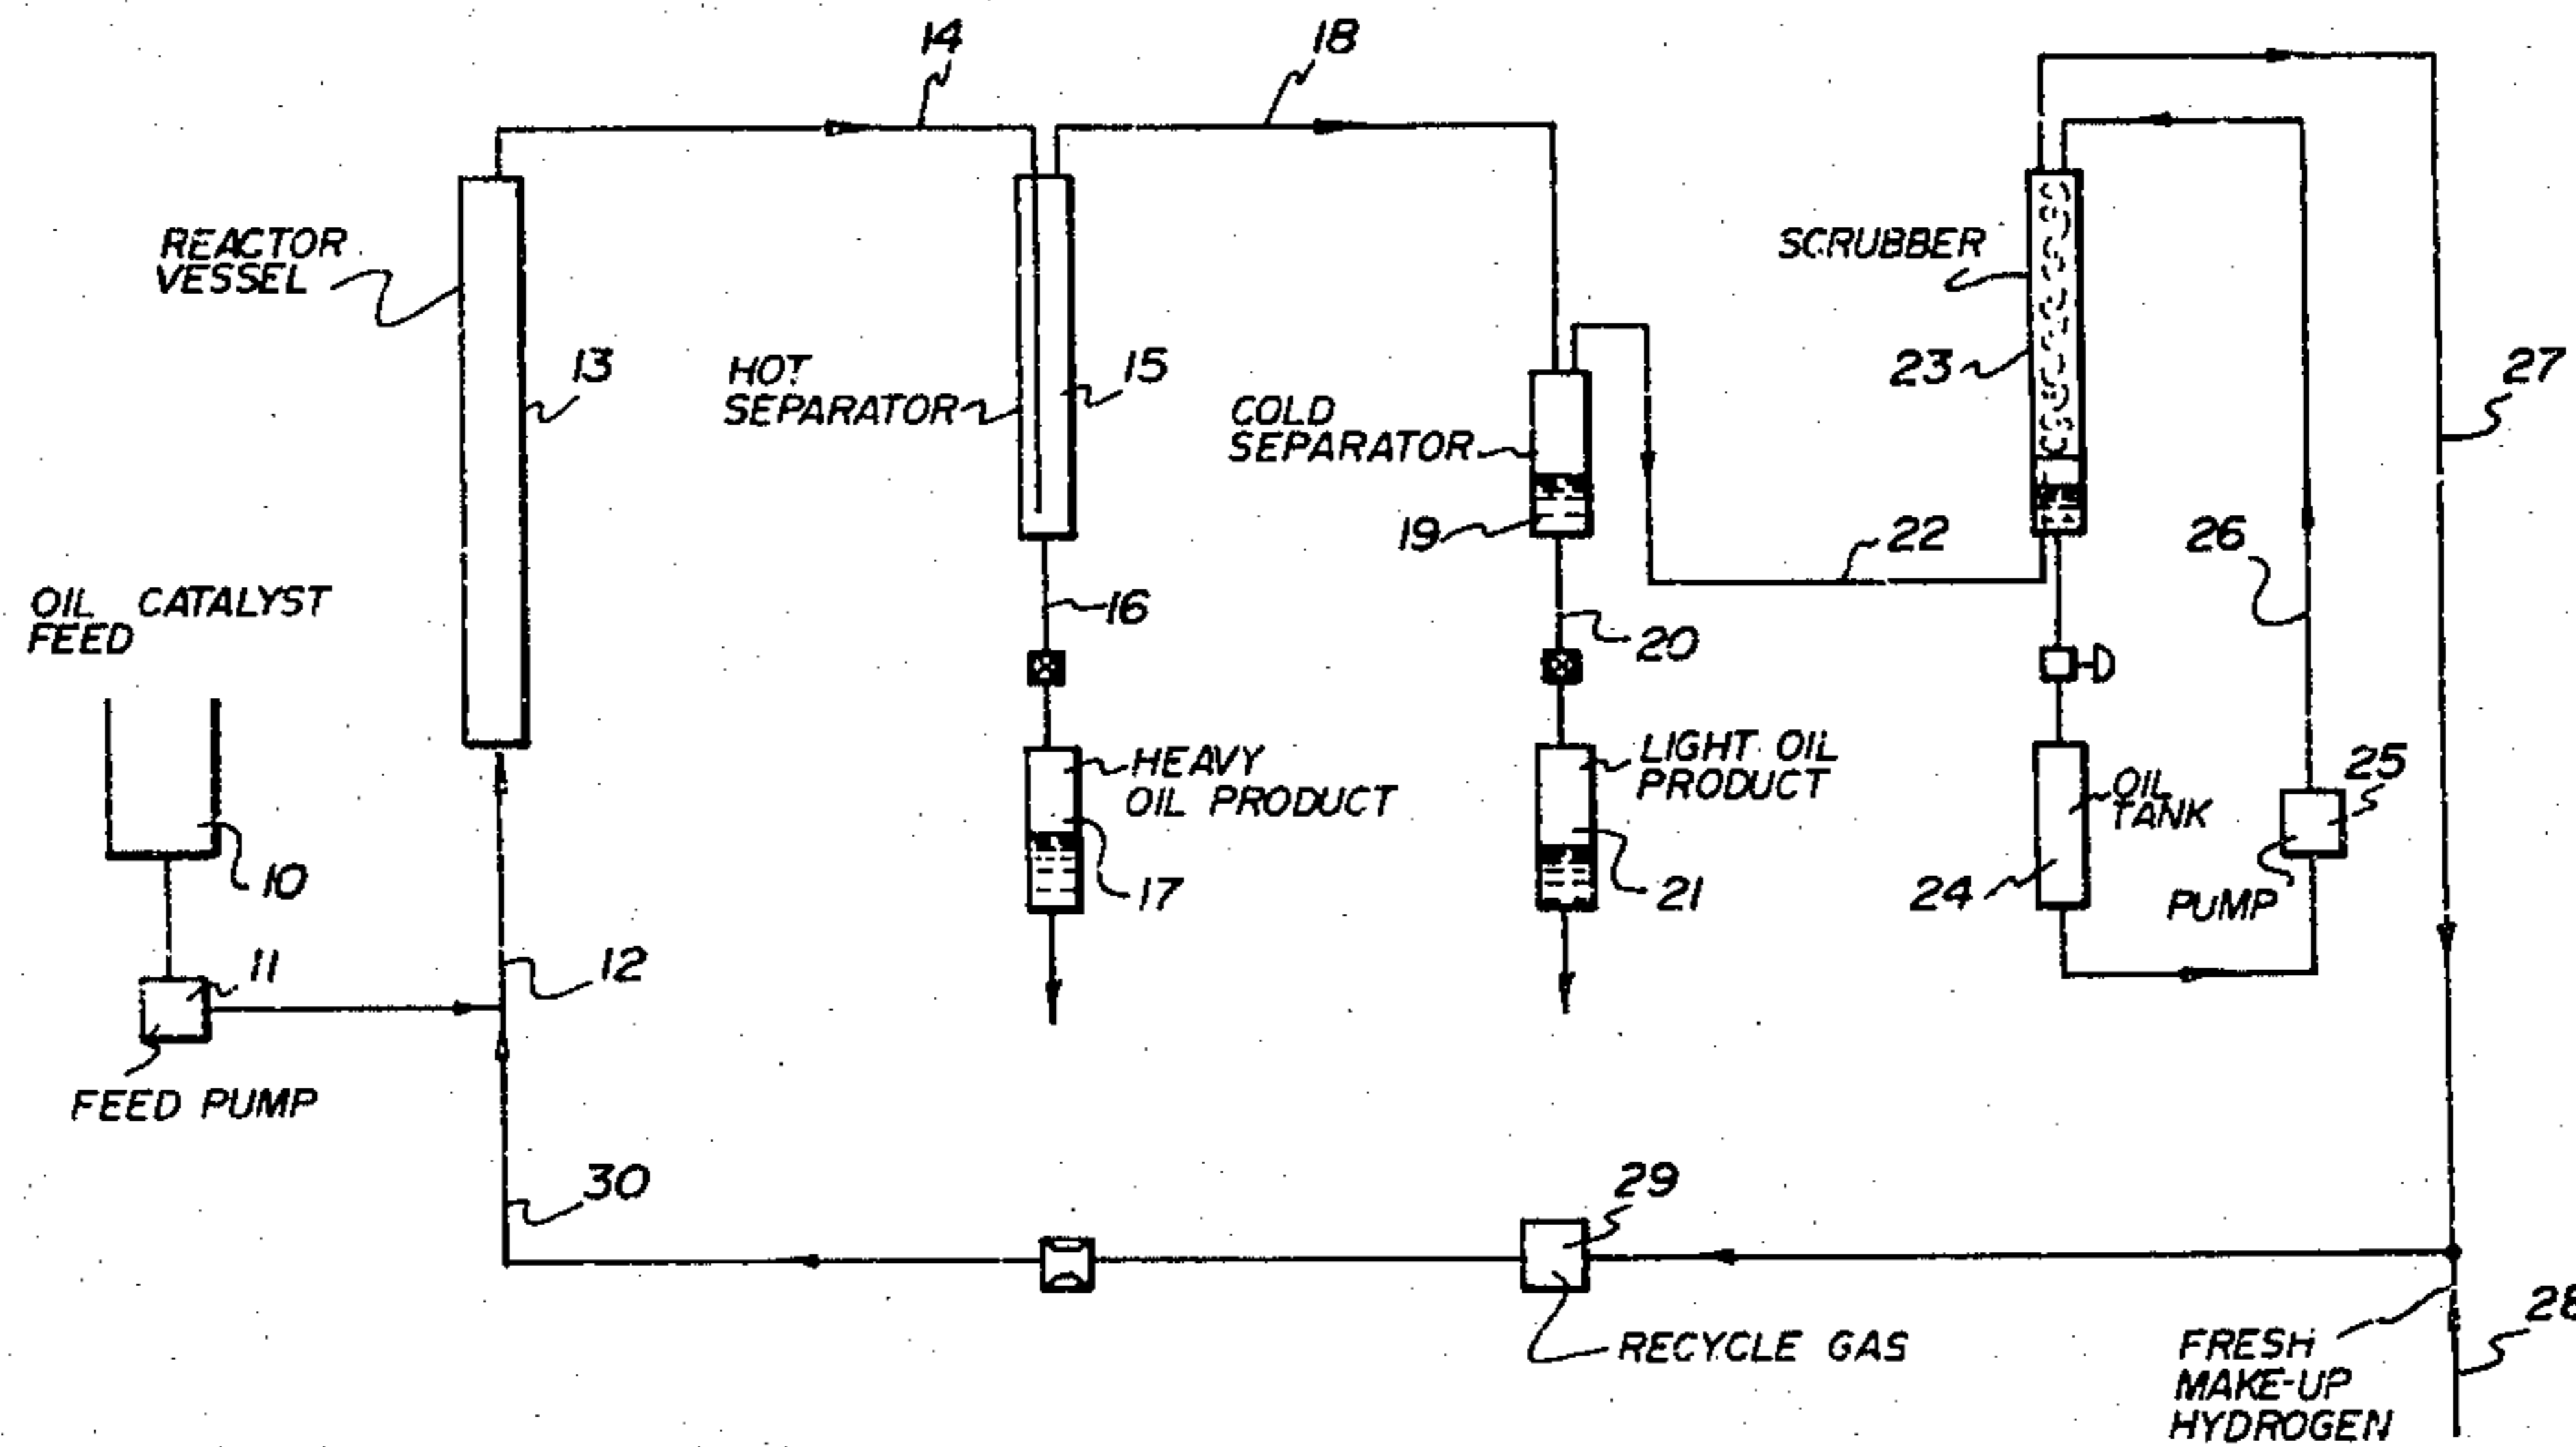 14
18
REACTOR
VESSEL
SCRUBBER
13
HOT
SEPARATOR
15
23
27
COLD
SEPARATOR
19
22
26
OIL CATALYST
FEED
16
20
HEAVY
OIL PRODUCT
LIGHT OIL
PRODUCT
OIL
TANK
25
10
17
21
24
PUMP
11
12
FEED PUMP
30
29
RECYCLE GAS
28
FRESH
MAKE-UP
HYDROGEN